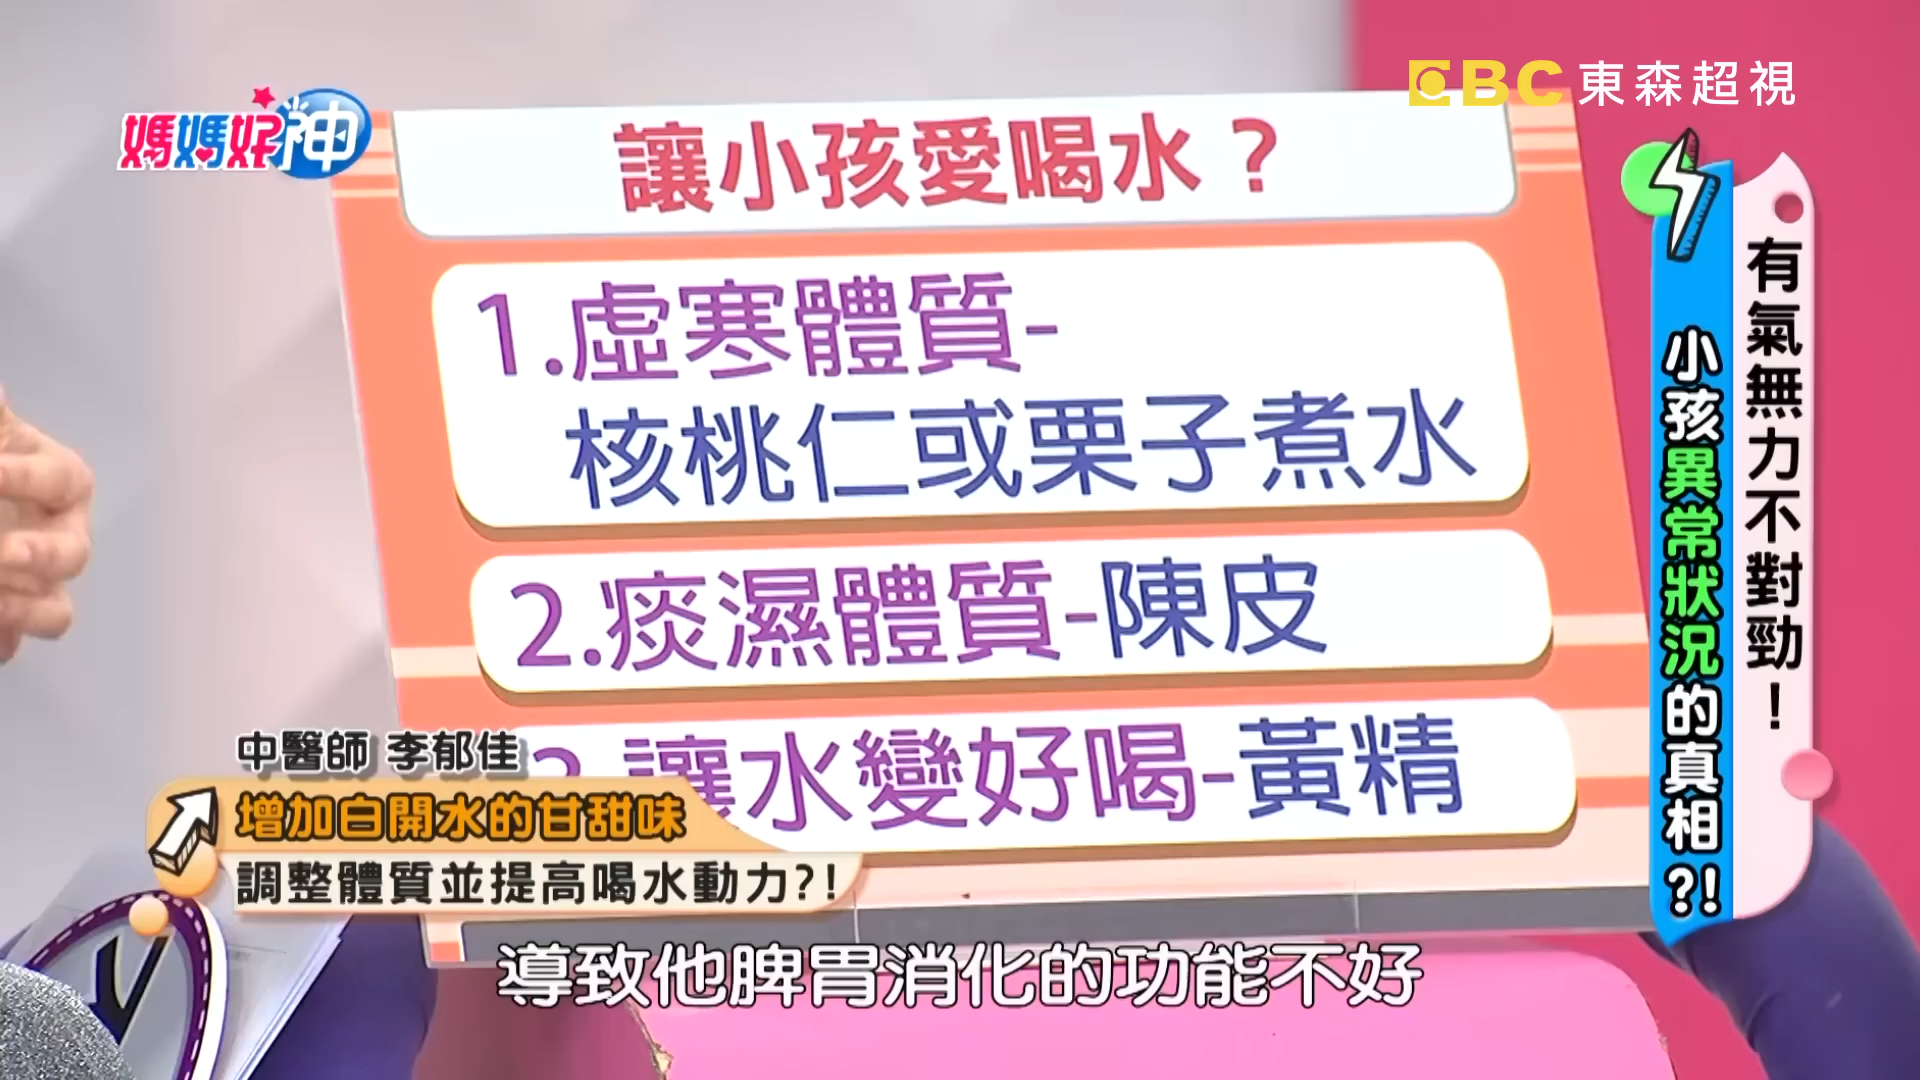 媽媽好神
EBC 東森超視
讓小孩愛喝水？
1.虛寒體質-
核桃仁或栗子煮水
2.痰濕體質-陳皮
3.讓水變好喝-黃精
有氣無力不對勁！
小孩異常狀況的真相?!
中醫師 李郁佳
增加白開水的甘甜味
調整體質並提高喝水動力?!
導致他脾胃消化的功能不好